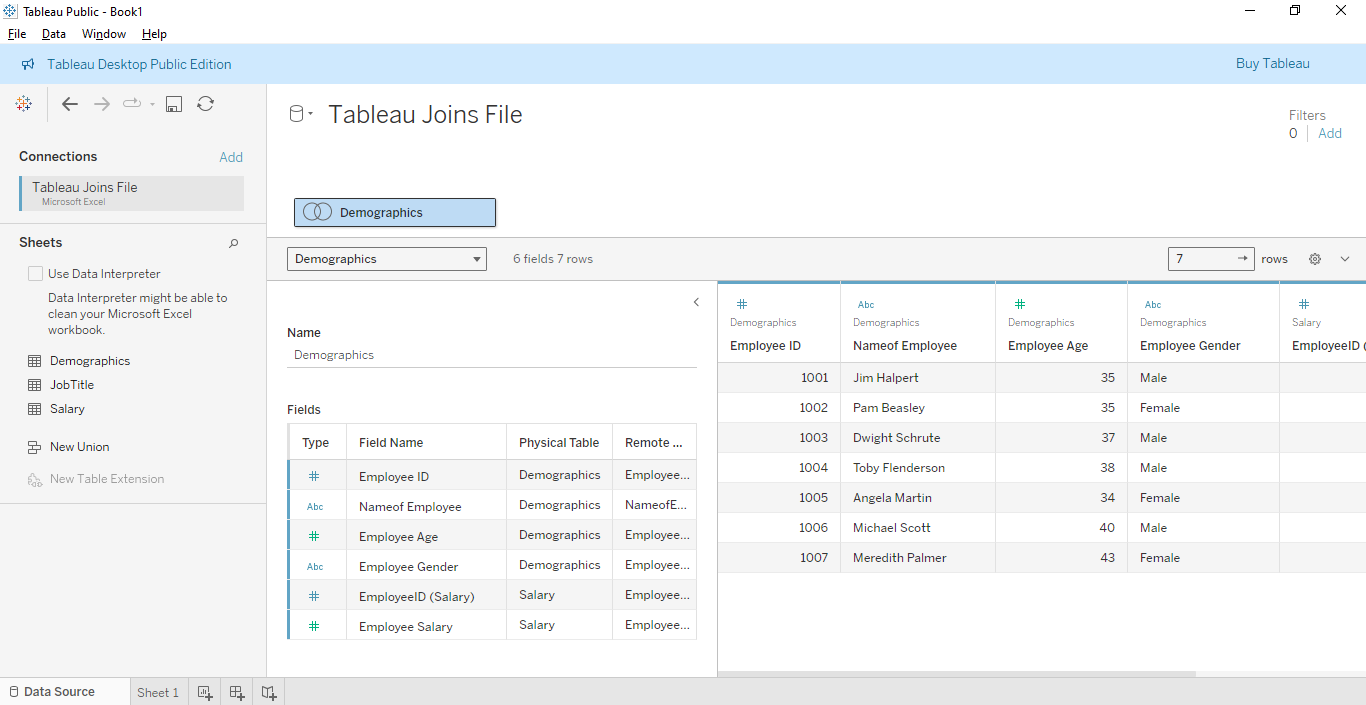 Tableau Public - Book1
File Data Window Help
Tableau Desktop Public Edition
Buy Tableau
Connections Add
Tableau Joins File
Microsoft Excel
Sheets
Use Data Interpreter
Data Interpreter might be able to
clean your Microsoft Excel
workbook.
Demographics
JobTitle
Salary
New Union
New Table Extension
Tableau Joins File
Filters
0 Add
Demographics
Demographics 6 fields 7 rows 7 rows
Name
Demographics
Fields
Type Field Name Physical Table Remote ...
# Employee ID Demographics Employee...
Abc Nameof Employee Demographics NameofE...
# Employee Age Demographics Employee...
Abc Employee Gender Demographics Employee...
# EmployeeID (Salary) Salary Employee...
# Employee Salary Salary Employee...
# Abc # Abc #
Demographics Demographics Demographics Demographics Salary
Employee ID Nameof Employee Employee Age Employee Gender EmployeeID (
1001 Jim Halpert 35 Male
1002 Pam Beasley 35 Female
1003 Dwight Schrute 37 Male
1004 Toby Flenderson 38 Male
1005 Angela Martin 34 Female
1006 Michael Scott 40 Male
1007 Meredith Palmer 43 Female
Data Source Sheet 1